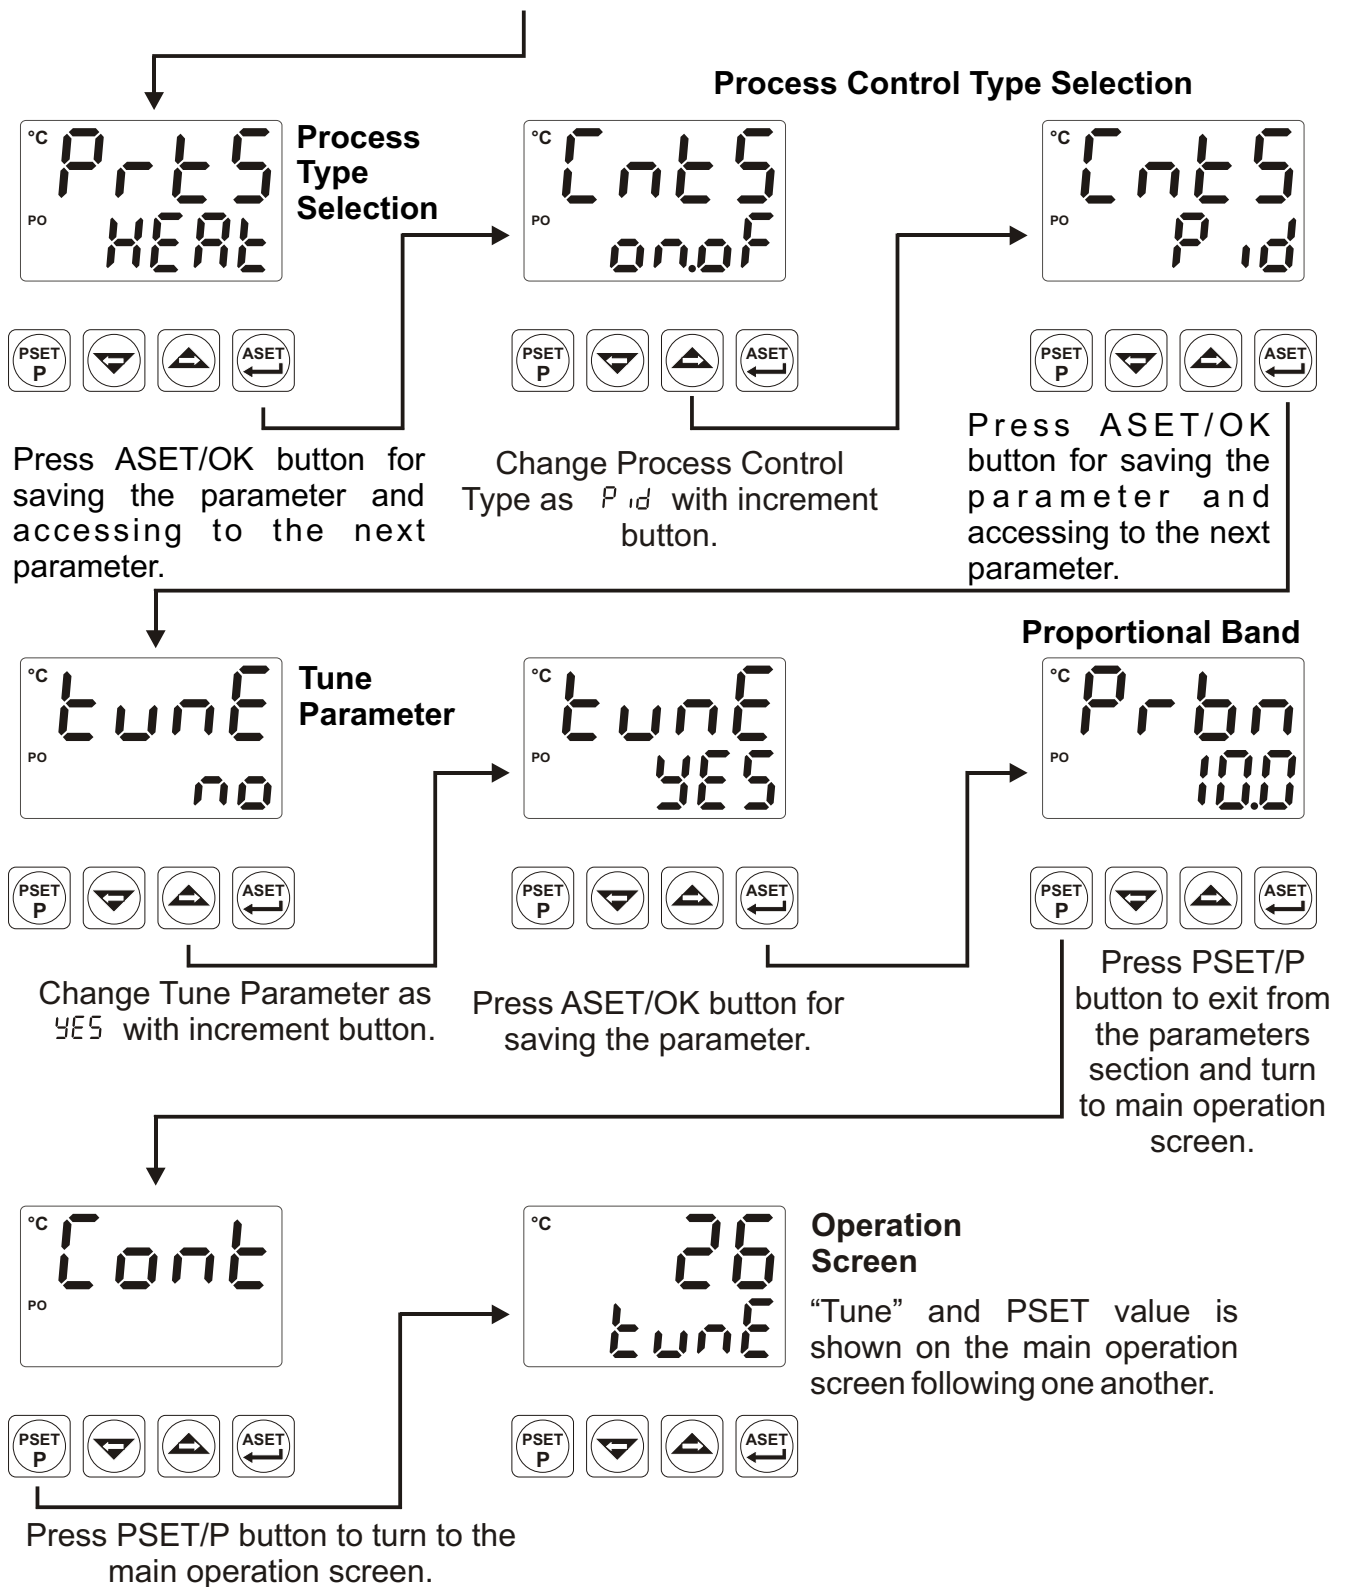 Process Control Type Selection
°C PrtS
PO HEAt
Process
Type
Selection
°C CntS
PO on.oF
°C CntS
PO Pid
PSET P ASET
PSET P ASET
PSET P ASET
Press ASET/OK button for
saving the parameter and
accessing to the next
parameter.
Change Process Control
Type as Pid with increment
button.
Press ASET/OK
button for saving the
parameter and
accessing to the next
parameter.
Proportional Band
°C tunE
PO no
Tune
Parameter
°C tunE
PO YES
°C Prbn
PO 10.0
PSET P ASET
PSET P ASET
PSET P ASET
Change Tune Parameter as
YES with increment button.
Press ASET/OK button for
saving the parameter.
Press PSET/P
button to exit from
the parameters
section and turn
to main operation
screen.
°C Cont
PO
°C 26
tunE
Operation
Screen
“Tune” and PSET value is
shown on the main operation
screen following one another.
PSET P ASET
PSET P ASET
Press PSET/P button to turn to the
main operation screen.